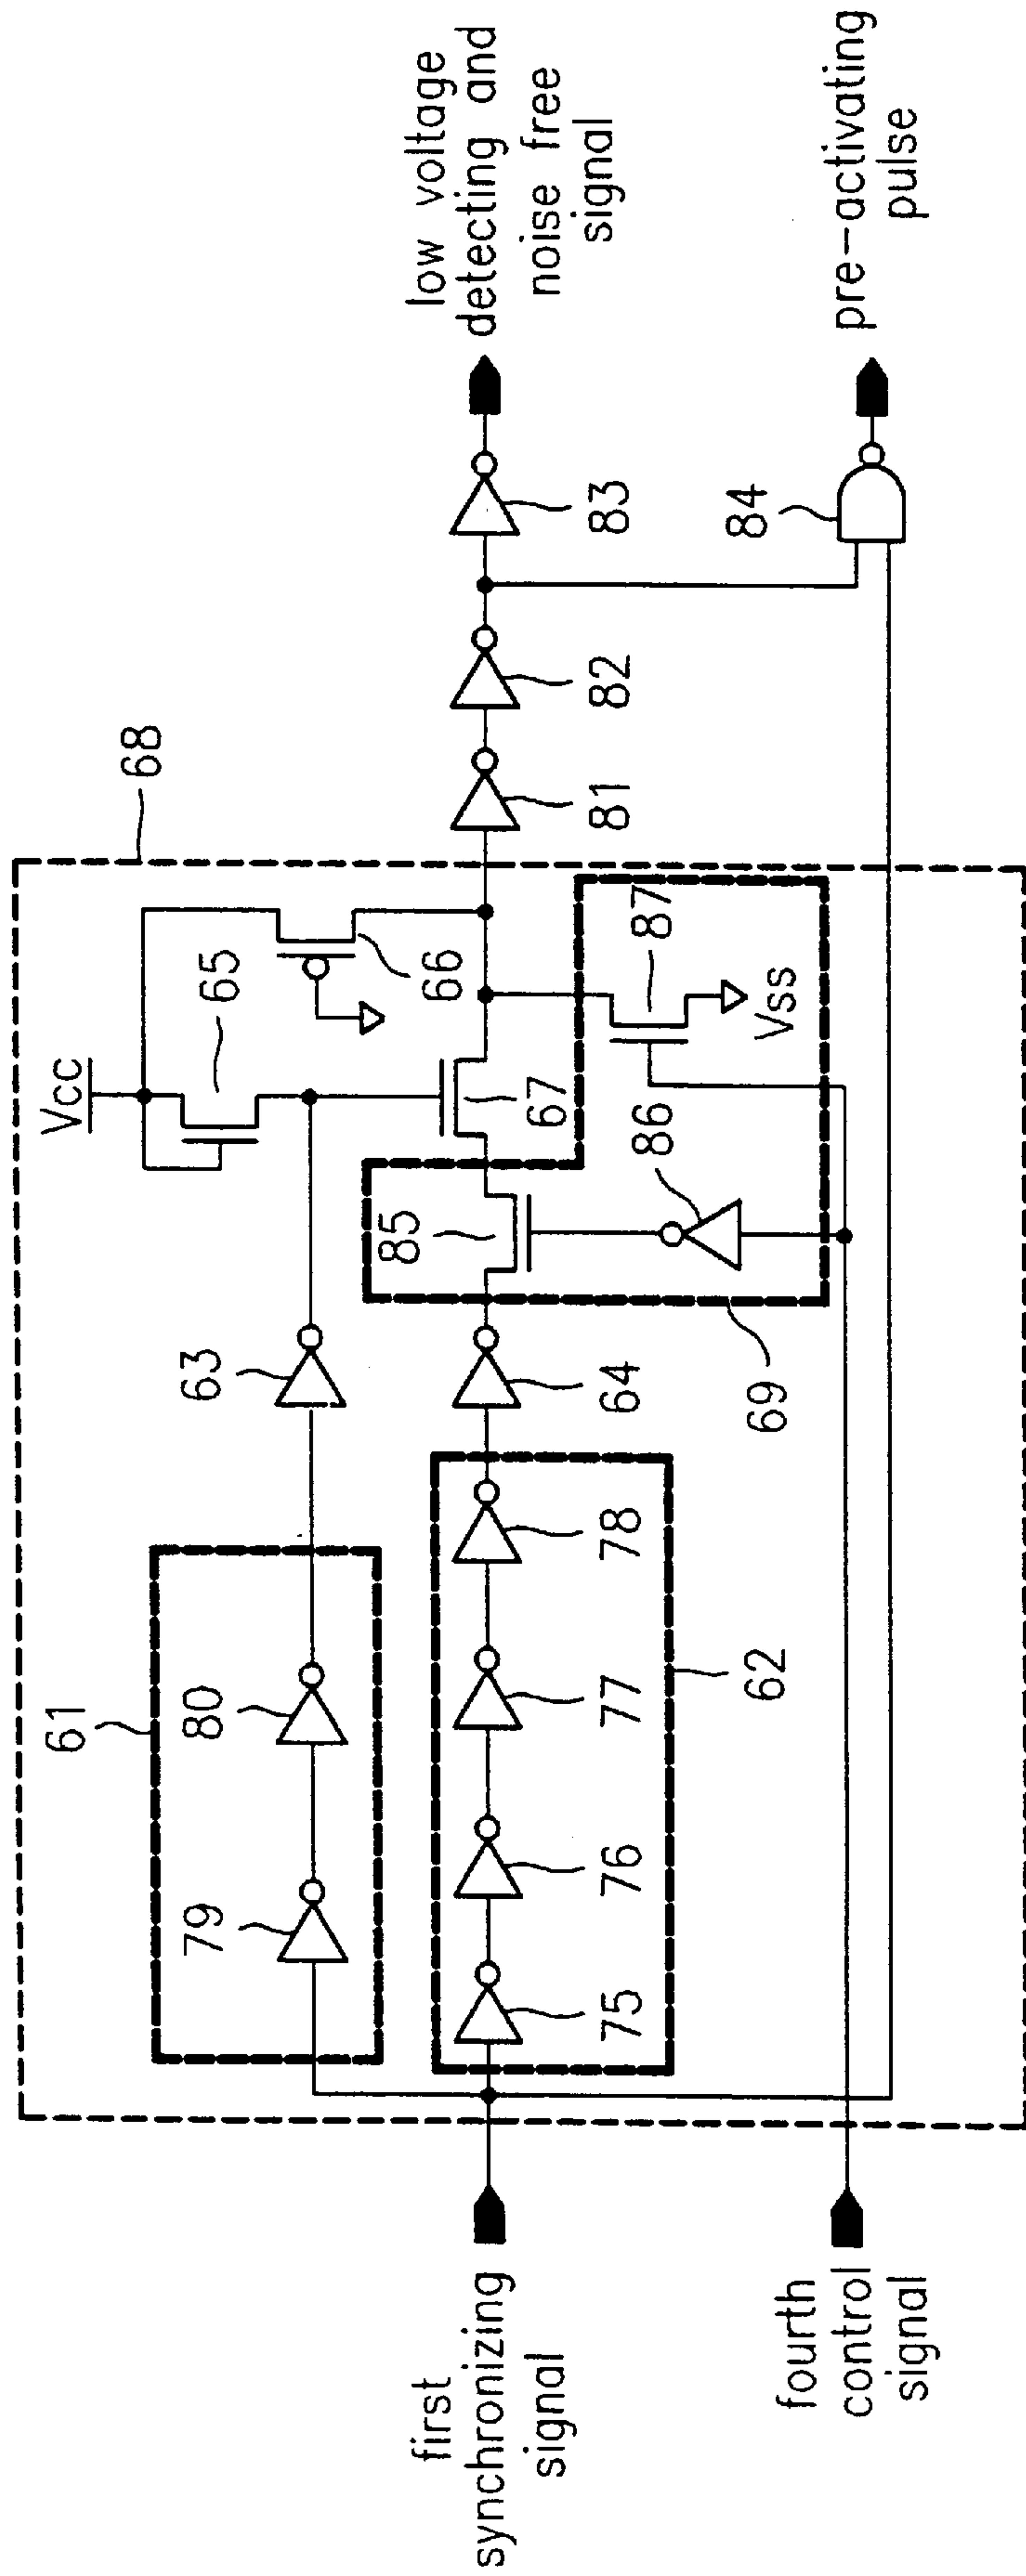 first
synchronizing
signal
fourth
control
signal
61
79
80
75
76
77
78
62
63
64
Vcc
65
66
67
85
86
87
Vss
69
68
81
82
83
84
low voltage
detecting and
noise free
signal
pre-activating
pulse